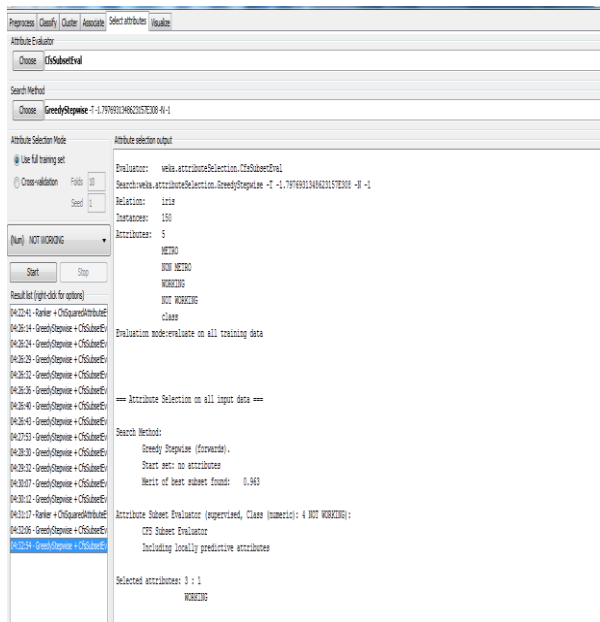 Preprocess Classify Cluster Associate Select attributes Visualize
Attribute Evaluator
Choose CfsSubsetEval
Search Method
Choose GreedyStepwise -T -1.7976931348623157E308 -N -1
Attribute Selection Mode
Use full training set
Cross-validation Folds 10
Seed 1
(Num) NOT WORKING
Start Stop
Result list (right-click for options)
04:22:41 - Ranker + ChiSquaredAttributeE
04:26:14 - GreedyStepwise + CfsSubsetEv
04:26:24 - GreedyStepwise + CfsSubsetEv
04:26:29 - GreedyStepwise + CfsSubsetEv
04:26:32 - GreedyStepwise + CfsSubsetEv
04:26:36 - GreedyStepwise + CfsSubsetEv
04:26:40 - GreedyStepwise + CfsSubsetEv
04:26:43 - GreedyStepwise + CfsSubsetEv
04:27:53 - GreedyStepwise + CfsSubsetEv
04:28:30 - GreedyStepwise + CfsSubsetEv
04:29:32 - GreedyStepwise + CfsSubsetEv
04:30:07 - GreedyStepwise + CfsSubsetEv
04:30:12 - GreedyStepwise + CfsSubsetEv
04:31:17 - Ranker + ChiSquaredAttributeE
04:32:06 - GreedyStepwise + CfsSubsetEv
04:32:54 - GreedyStepwise + CfsSubsetEv
Attribute selection output
Evaluator: weka.attributeSelection.CfsSubsetEval
Search:weka.attributeSelection.GreedyStepwise -T -1.7976931348623157E308 -N -1
Relation: iris
Instances: 150
Attributes: 5
METRO
NON METRO
WORKING
NOT WORKING
class
Evaluation mode:evaluate on all training data
=== Attribute Selection on all input data ===
Search Method:
Greedy Stepwise (forwards).
Start set: no attributes
Merit of best subset found: 0.963
Attribute Subset Evaluator (supervised, Class (numeric): 4 NOT WORKING):
CFS Subset Evaluator
Including locally predictive attributes
Selected attributes: 3 : 1
WORKING